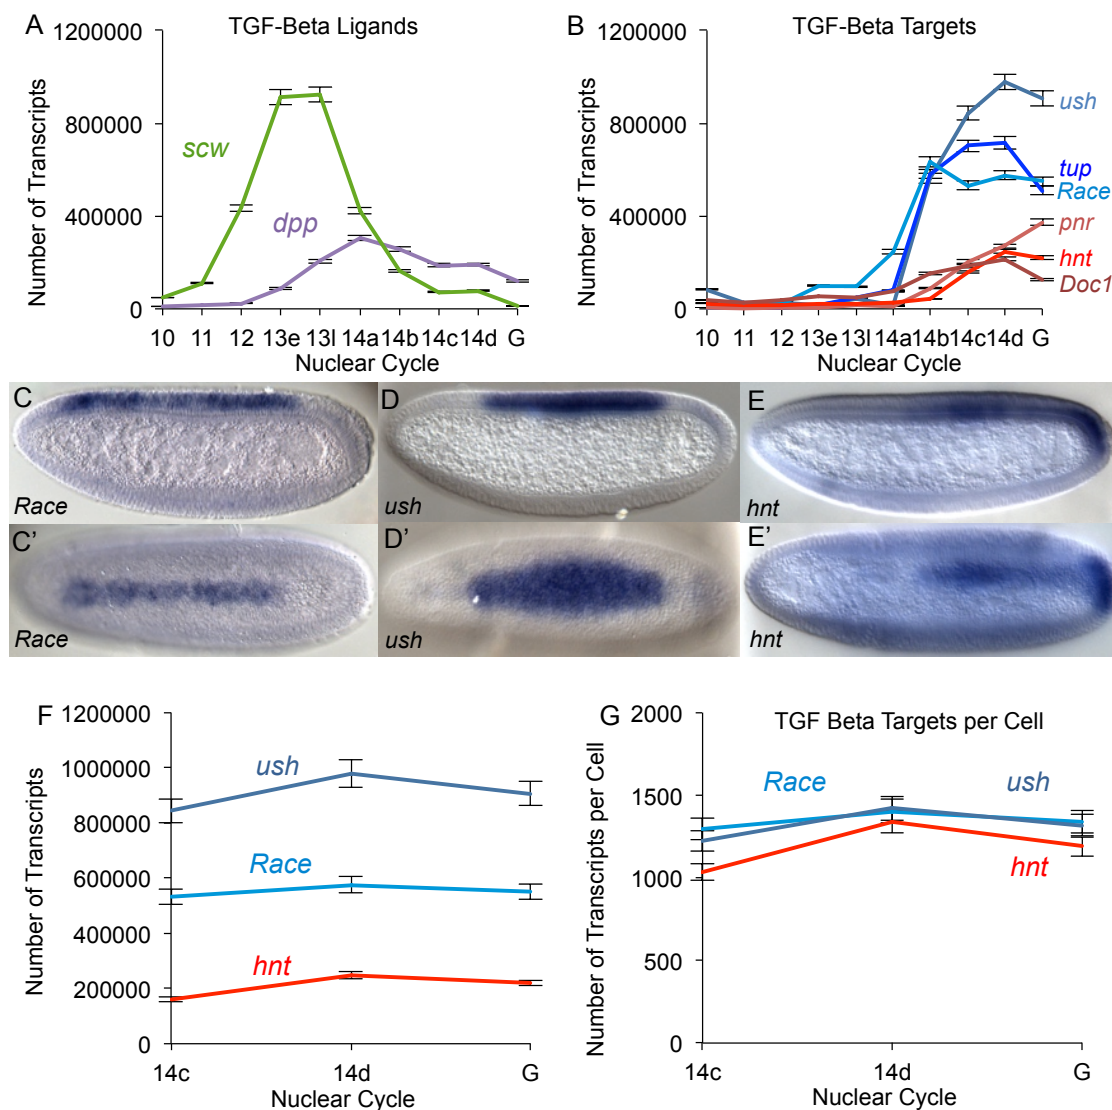 A
TGF-Beta Ligands
1200000
800000
400000
0
Number of Transcripts
scw
dpp
10 11 12 13e 13l 14a 14b 14c 14d G
Nuclear Cycle
B
TGF-Beta Targets
1200000
800000
400000
0
Number of Transcripts
ush
tup
Race
pnr
hnt
Doc1
10 11 12 13e 13l 14a 14b 14c 14d G
Nuclear Cycle
C
Race
D
ush
E
hnt
C'
Race
D'
ush
E'
hnt
F
1200000
1000000
800000
600000
400000
200000
0
Number of Transcripts
ush
Race
hnt
14c 14d G
Nuclear Cycle
G
TGF Beta Targets per Cell
2000
1500
1000
500
0
Number of Transcripts per Cell
Race
ush
hnt
14c 14d G
Nuclear Cycle